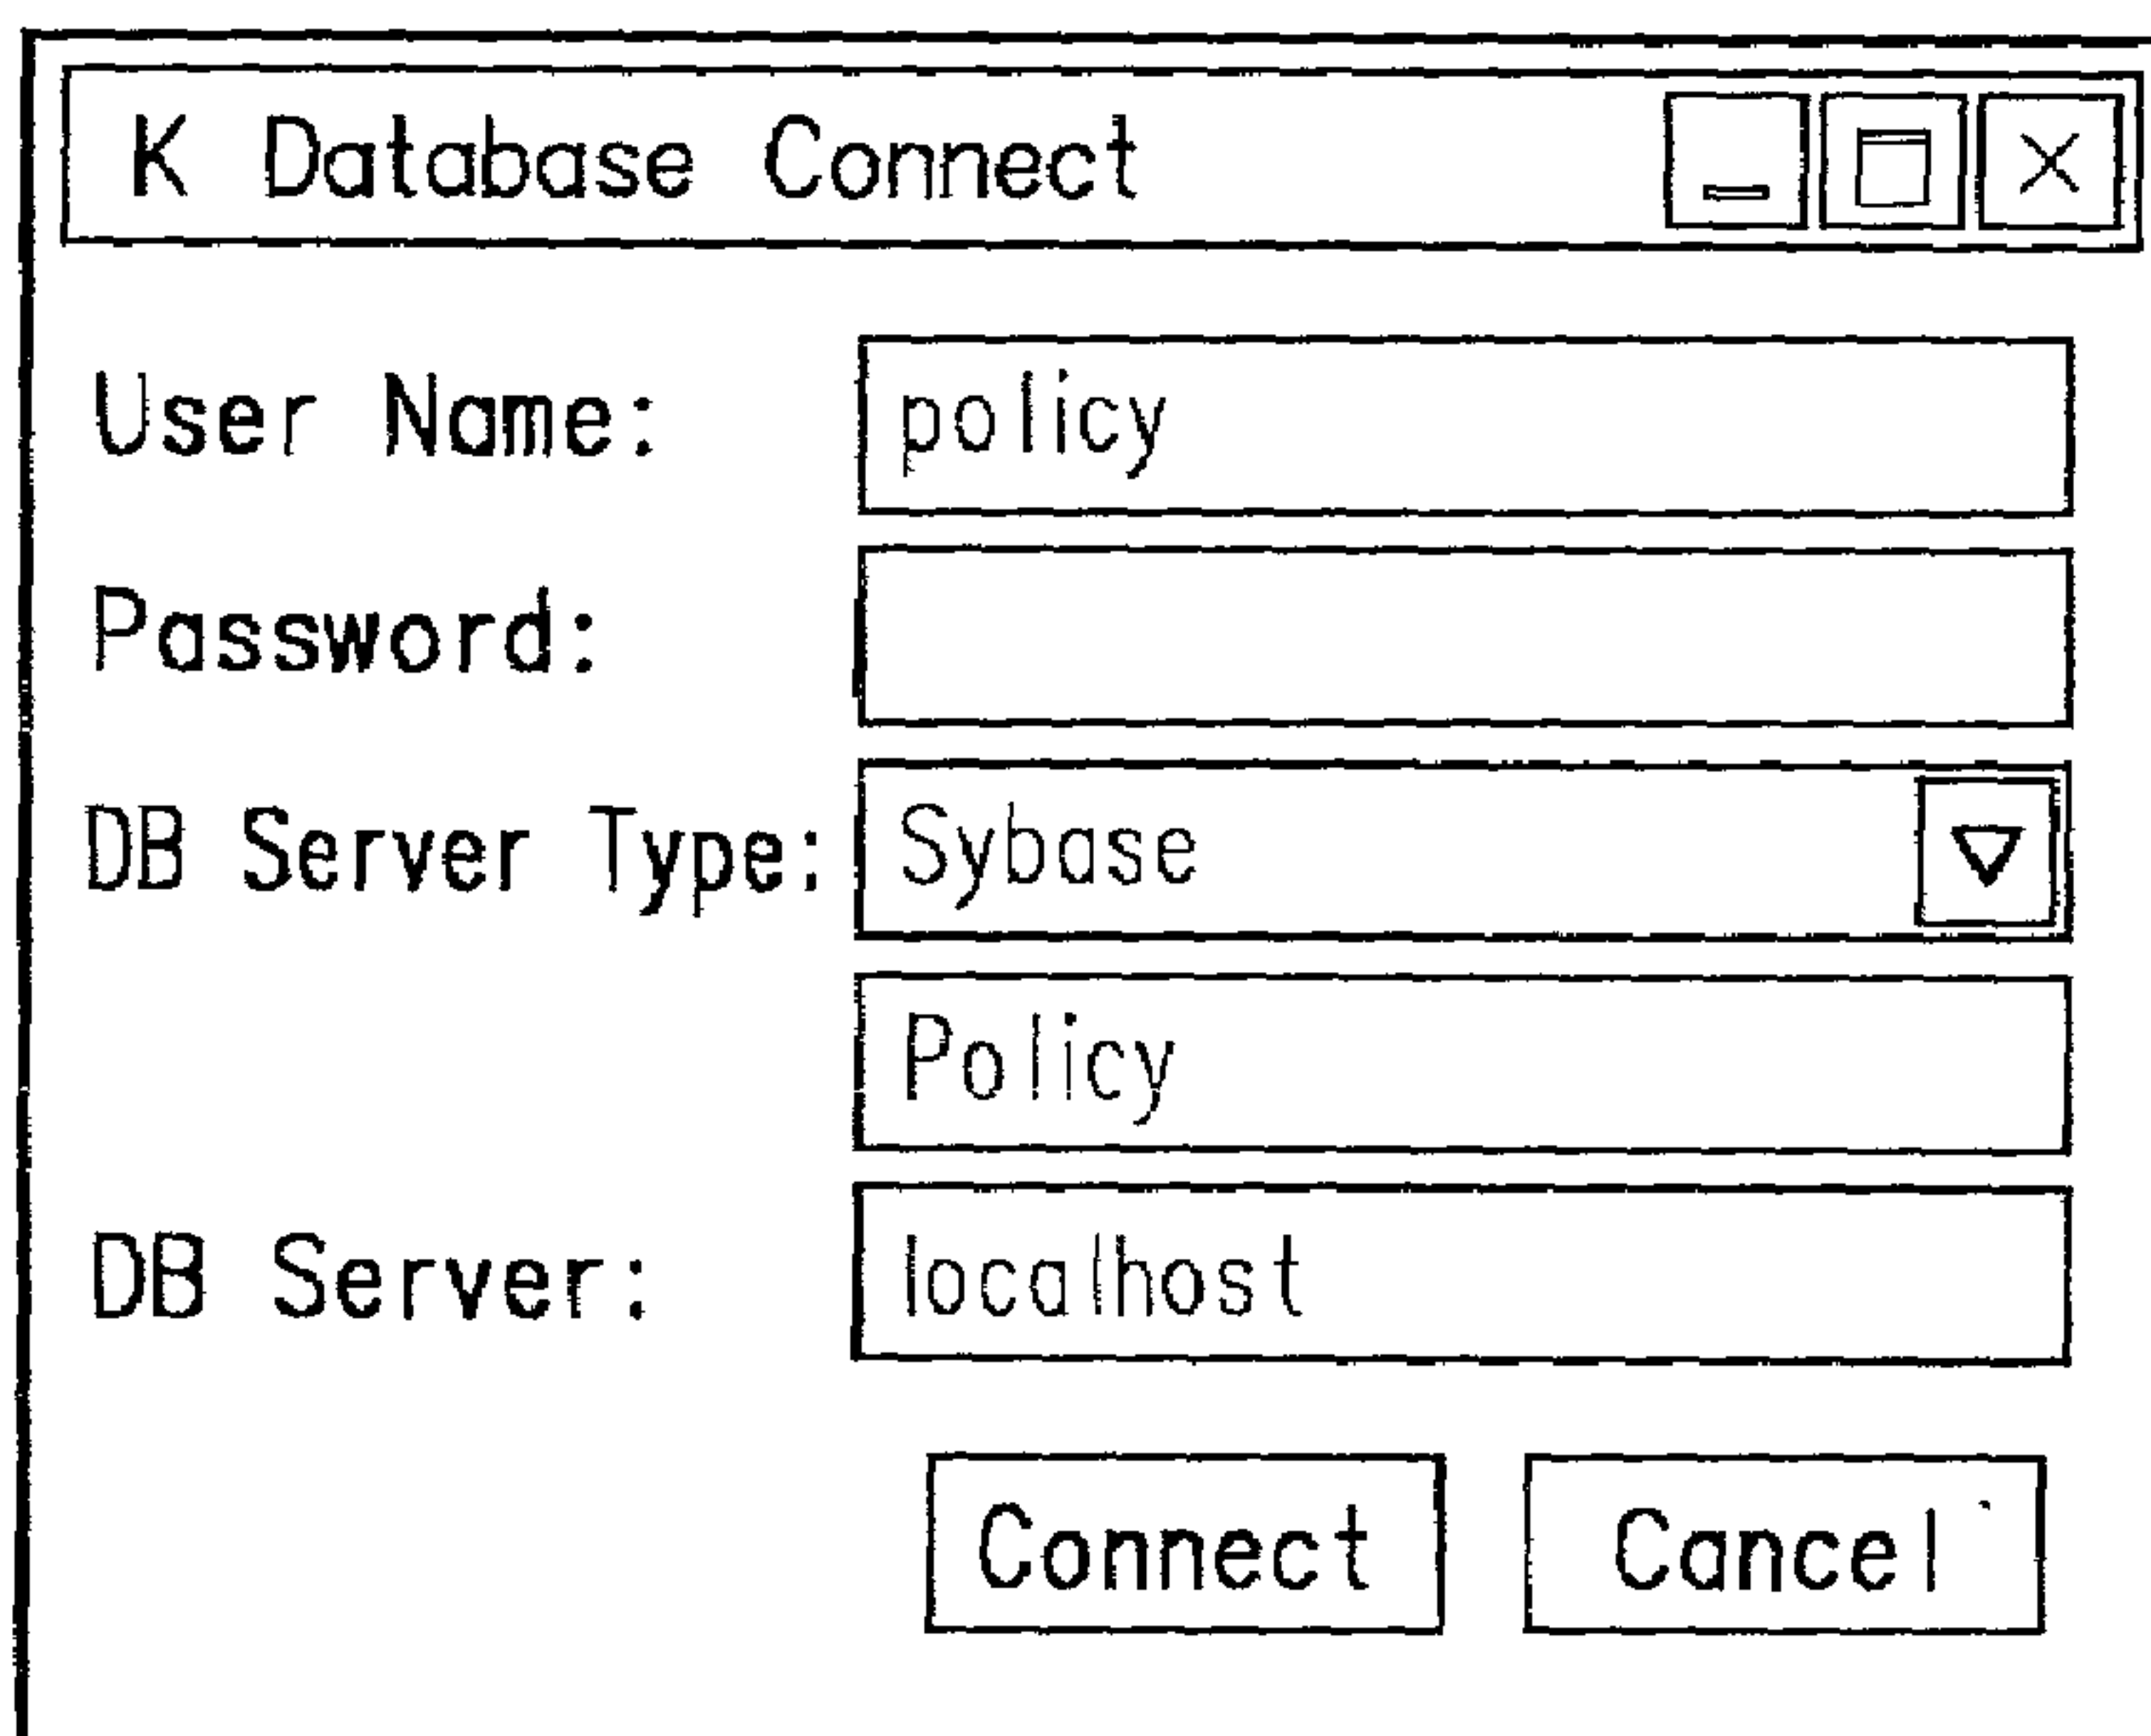 K Database Connect
User Name: policy
Password:
DB Server Type: Sybase
Policy
DB Server: localhost
Connect Cancel